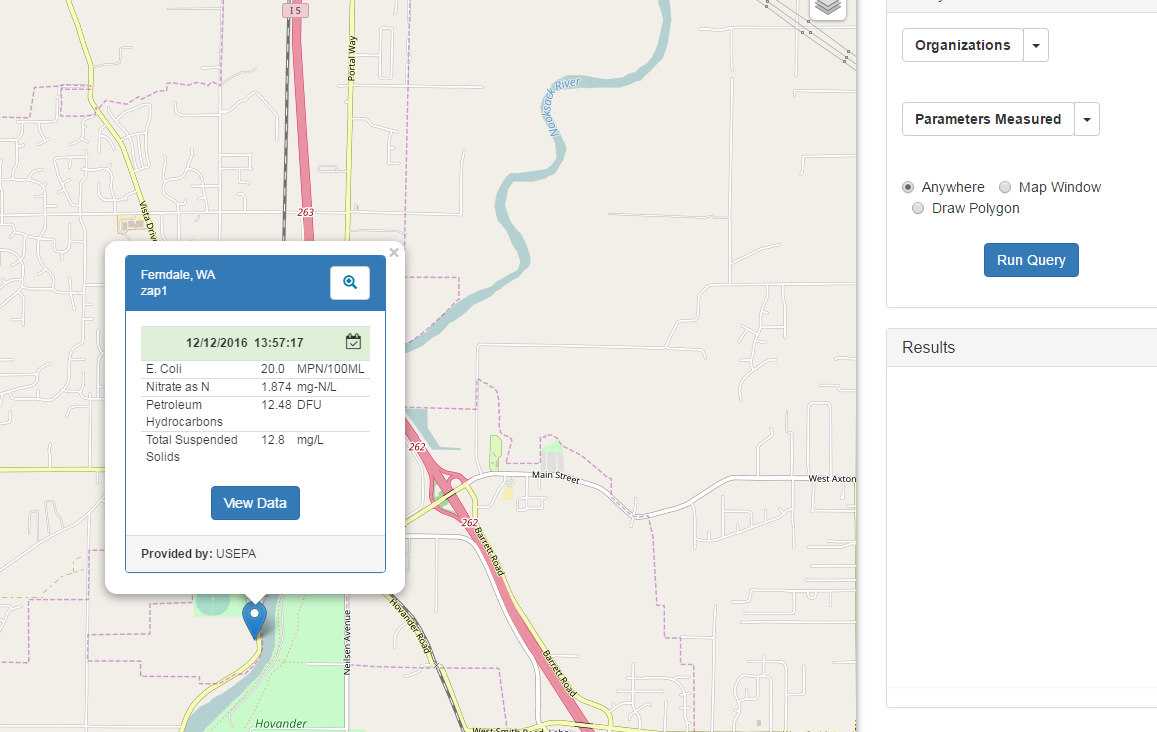 I 5
Portal Way
Nooksack River
Vista Drive
263
×
Ferndale, WA
zap1
12/12/2016 13:57:17
E. Coli 20.0 MPN/100ML
Nitrate as N 1.874 mg-N/L
Petroleum 12.48 DFU
Hydrocarbons
Total Suspended 12.8 mg/L
Solids
View Data
Provided by: USEPA
262
Main Street
West Axton
262
Barrett Road
Hovander Road
Neilsen Avenue
Barrett Road
Hovander
West Smith Road
Organizations
Parameters Measured
Anywhere Map Window
Draw Polygon
Run Query
Results